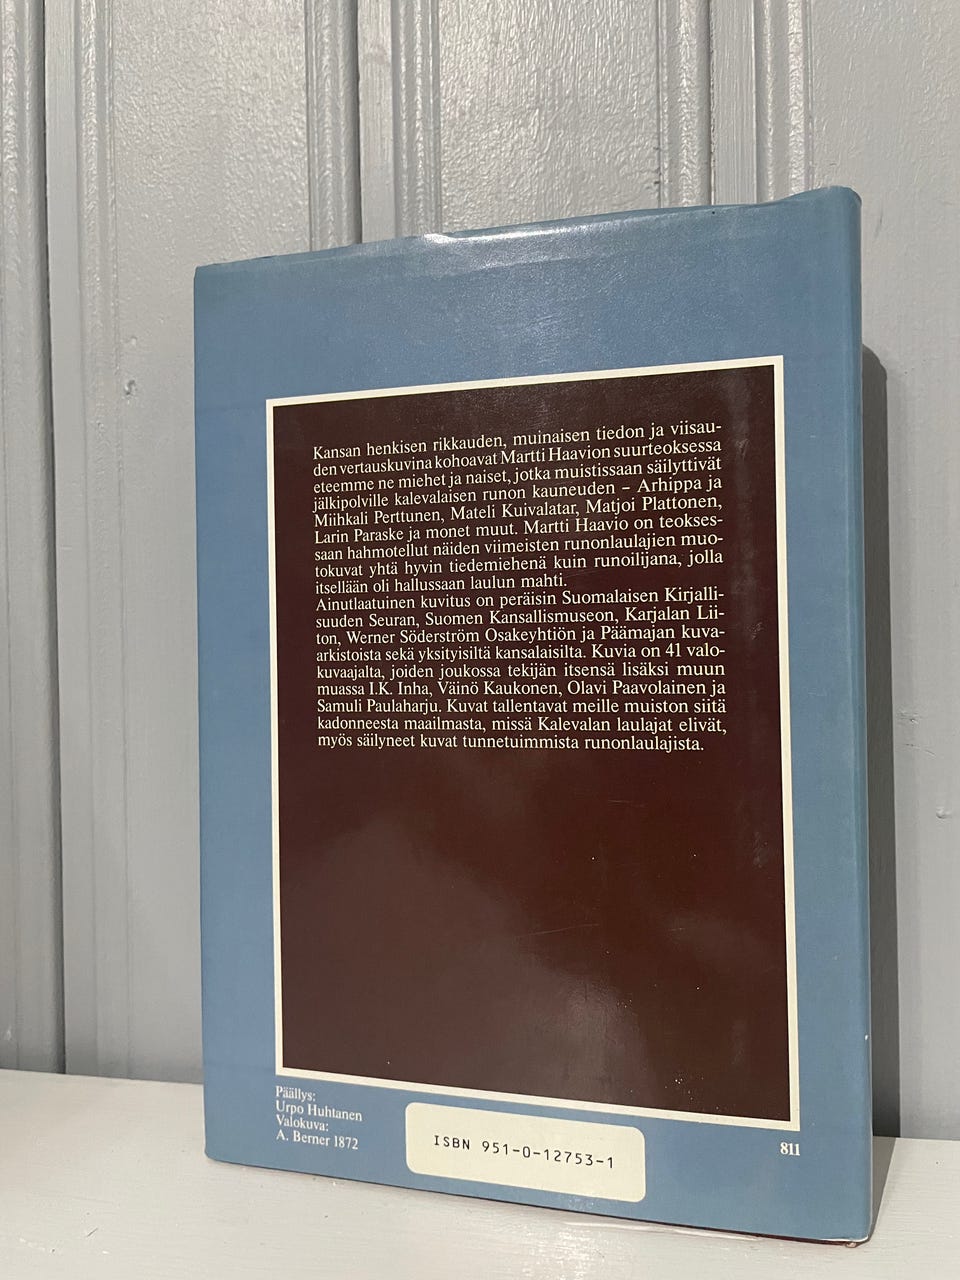 Kansan henkisen rikkauden, muinaisen tiedon ja viisau-
den vertauskuvina kohoavat Martti Haavion suurteoksessa
eteemme ne miehet ja naiset, jotka muistissaan säilyttivät
jälkipolville kalevalaisen runon kauneuden – Arhippa ja
Miihkali Perttunen, Mateli Kuivalatar, Matjoi Plattonen,
Larin Paraske ja monet muut. Martti Haavio on teokses-
saan hahmotellut näiden viimeisten runonlaulajien muo-
tokuvat yhtä hyvin tiedemiehenä kuin runoilijana, jolla
itsellään oli hallussaan laulun mahti.
Ainutlaatuinen kuvitus on peräisin Suomalaisen Kirjalli-
suuden Seuran, Suomen Kansallismuseon, Karjalan Lii-
ton, Werner Söderström Osakeyhtiön ja Päämajan kuva-
arkistoista sekä yksityisiltä kansalaisilta. Kuvia on 41 valo-
kuvaajalta, joiden joukossa tekijän itsensä lisäksi muun
muassa I.K. Inha, Väinö Kaukonen, Olavi Paavolainen ja
Samuli Paulaharju. Kuvat tallentavat meille muiston siitä
kadonneesta maailmasta, missä Kalevalan laulajat elivät,
myös säilyneet kuvat tunnetuimmista runonlaulajista.
Päällys:
Urpo Huhtanen
Valokuva:
A. Berner 1872
ISBN 951-0-12753-1
811